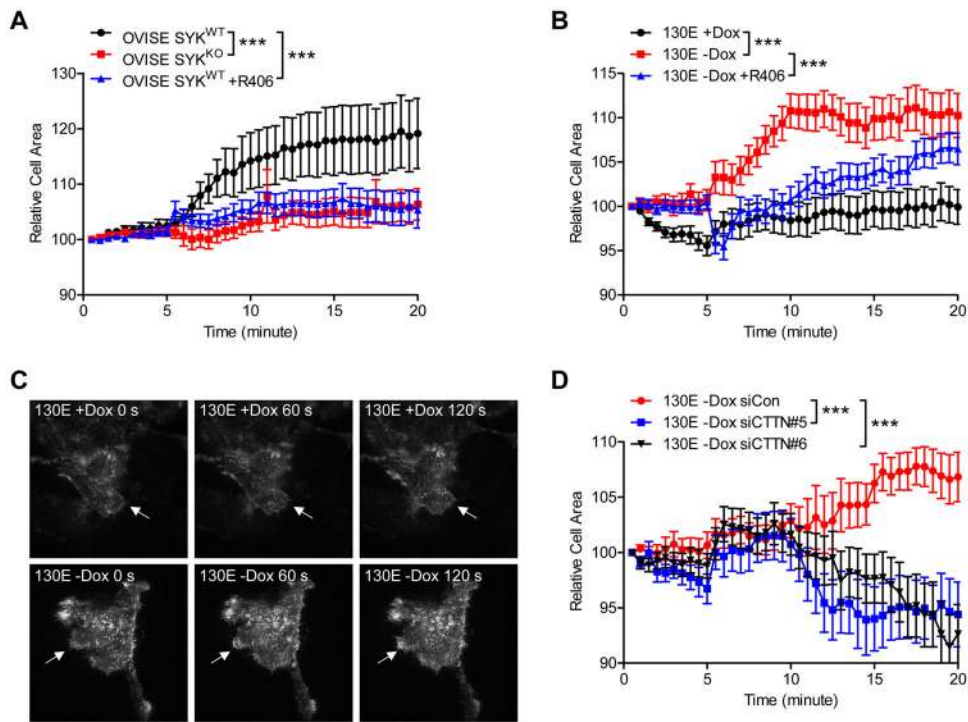 A
OVISE SYKWT
OVISE SYKKO
OVISE SYKWT +R406
***
***
Relative Cell Area
130
120
110
100
90
0 5 10 15 20
Time (minute)
B
130E +Dox
130E -Dox
130E -Dox +R406
***
***
Relative Cell Area
115
110
105
100
95
90
0 5 10 15 20
Time (minute)
C
130E +Dox 0 s
130E +Dox 60 s
130E +Dox 120 s
130E -Dox 0 s
130E -Dox 60 s
130E -Dox 120 s
D
130E -Dox siCon
130E -Dox siCTTN#5
130E -Dox siCTTN#6
***
***
Relative Cell Area
110
105
100
95
90
0 5 10 15 20
Time (minute)